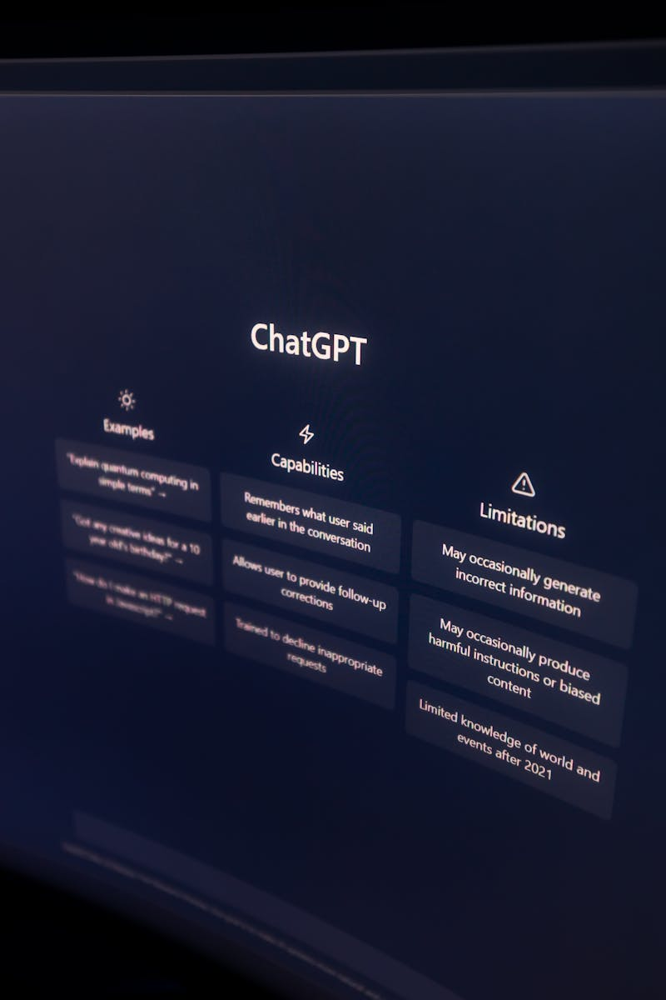 ChatGPT
Examples
"Explain quantum computing in
simple terms" →
"Got any creative ideas for a 10
year old's birthday?" →
"How do I make an HTTP request
in Javascript?" →
Capabilities
Remembers what user said
earlier in the conversation
Allows user to provide follow-up
corrections
Trained to decline inappropriate
requests
Limitations
May occasionally generate
incorrect information
May occasionally produce
harmful instructions or biased
content
Limited knowledge of world and
events after 2021